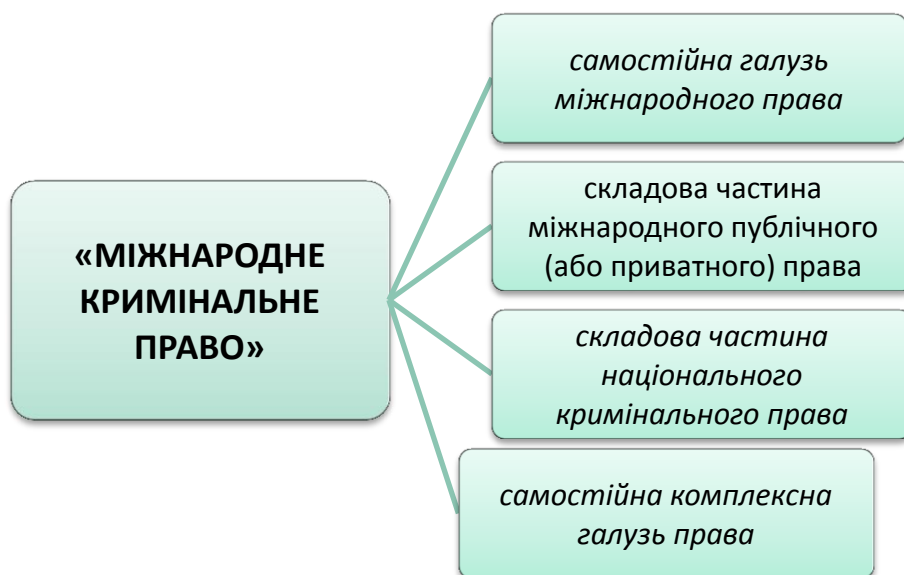 «МІЖНАРОДНЕ
КРИМІНАЛЬНЕ
ПРАВО»
самостійна галузь
міжнародного права
складова частина
міжнародного публічного
(або приватного) права
складова частина
національного
кримінального права
самостійна комплексна
галузь права